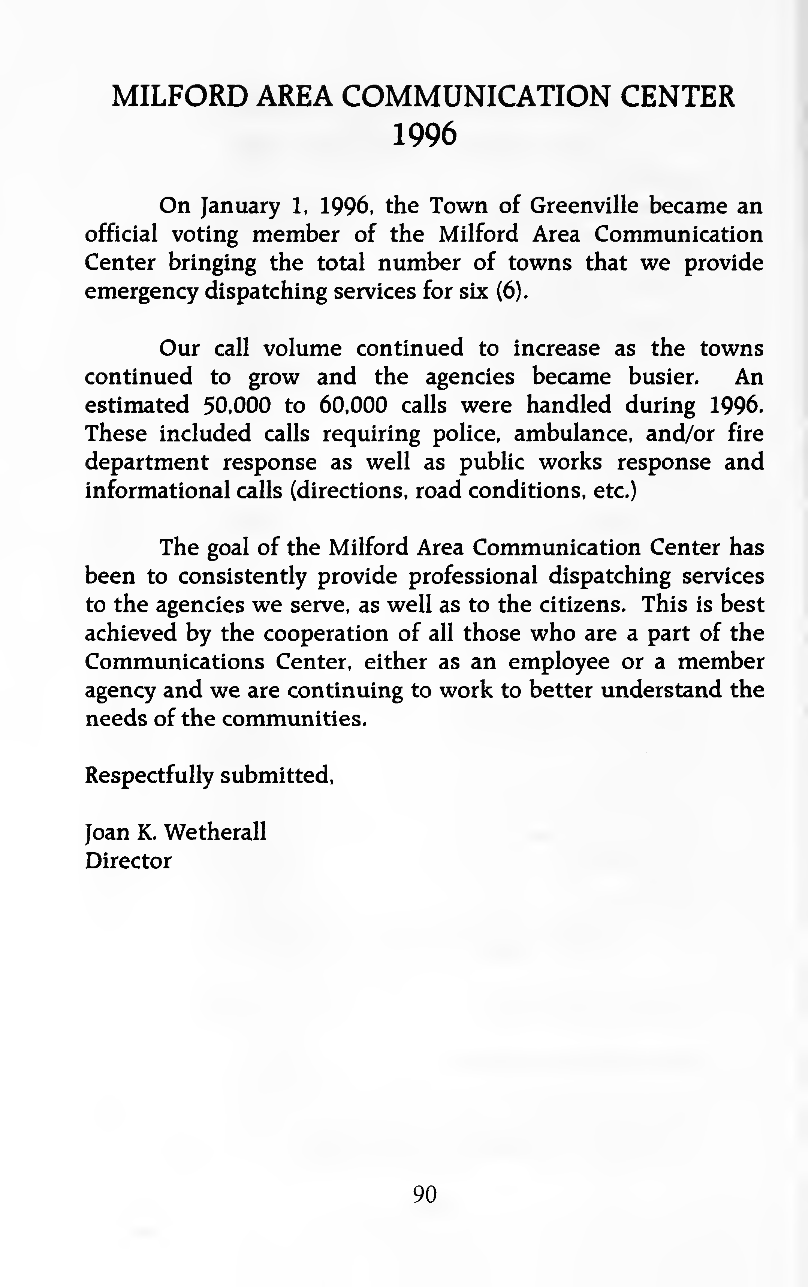 MILFORD AREA COMMUNICATION CENTER
1996
On January 1, 1996, the Town of Greenville became an
official voting member of the Milford Area Communication
Center bringing the total number of towns that we provide
emergency dispatching services for six (6).
Our call volume continued to increase as the towns
continued to grow and the agencies became busier. An
estimated 50,000 to 60,000 calls were handled during 1996.
These included calls requiring police, ambulance, and/or fire
department response as well as public works response and
informational calls (directions, road conditions, etc.)
The goal of the Milford Area Communication Center has
been to consistently provide professional dispatching services
to the agencies we serve, as well as to the citizens. This is best
achieved by the cooperation of all those who are a part of the
Communications Center, either as an employee or a member
agency and we are continuing to work to better understand the
needs of the communities.
Respectfully submitted,
Joan K. Wetherall
Director
90